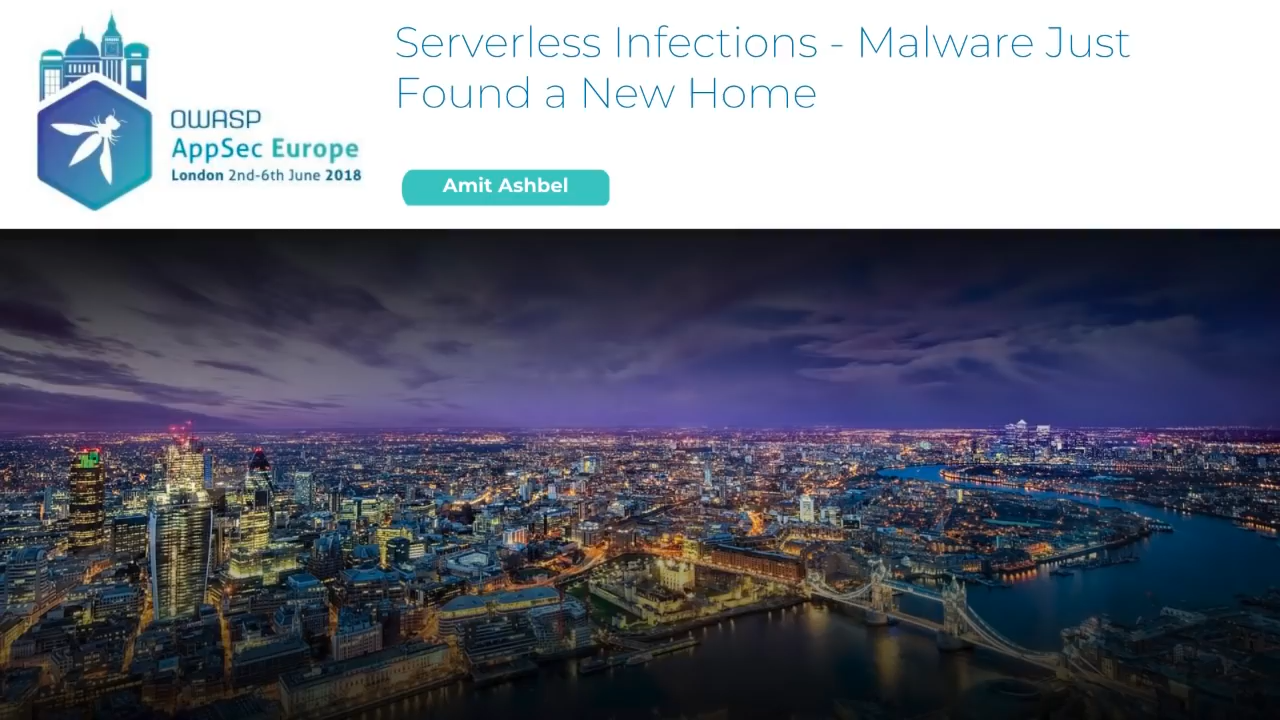 OWASP
AppSec Europe
London 2nd-6th June 2018
Serverless Infections - Malware Just
Found a New Home
Amit Ashbel